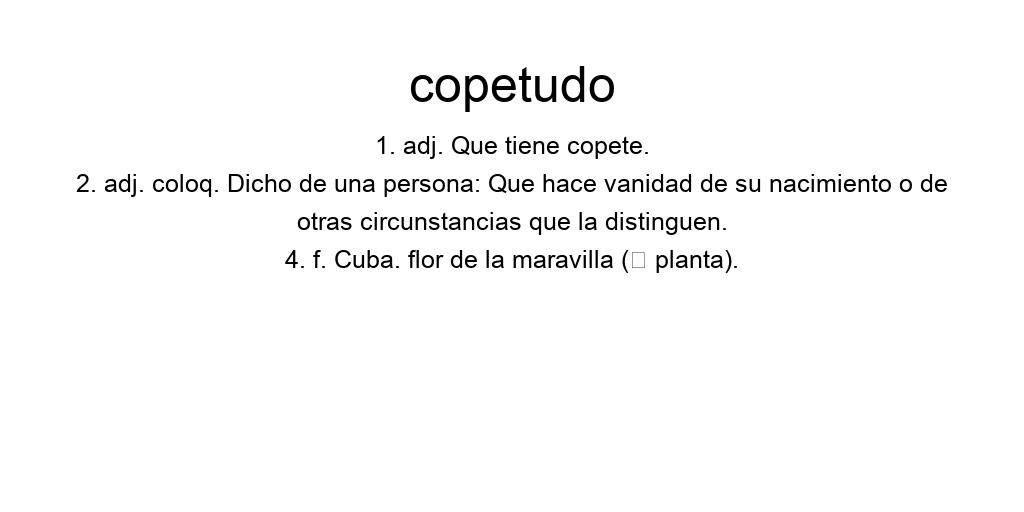 copetudo
1. adj. Que tiene copete.
2. adj. coloq. Dicho de una persona: Que hace vanidad de su nacimiento o de
otras circunstancias que la distinguen.
4. f. Cuba. flor de la maravilla (□ planta).